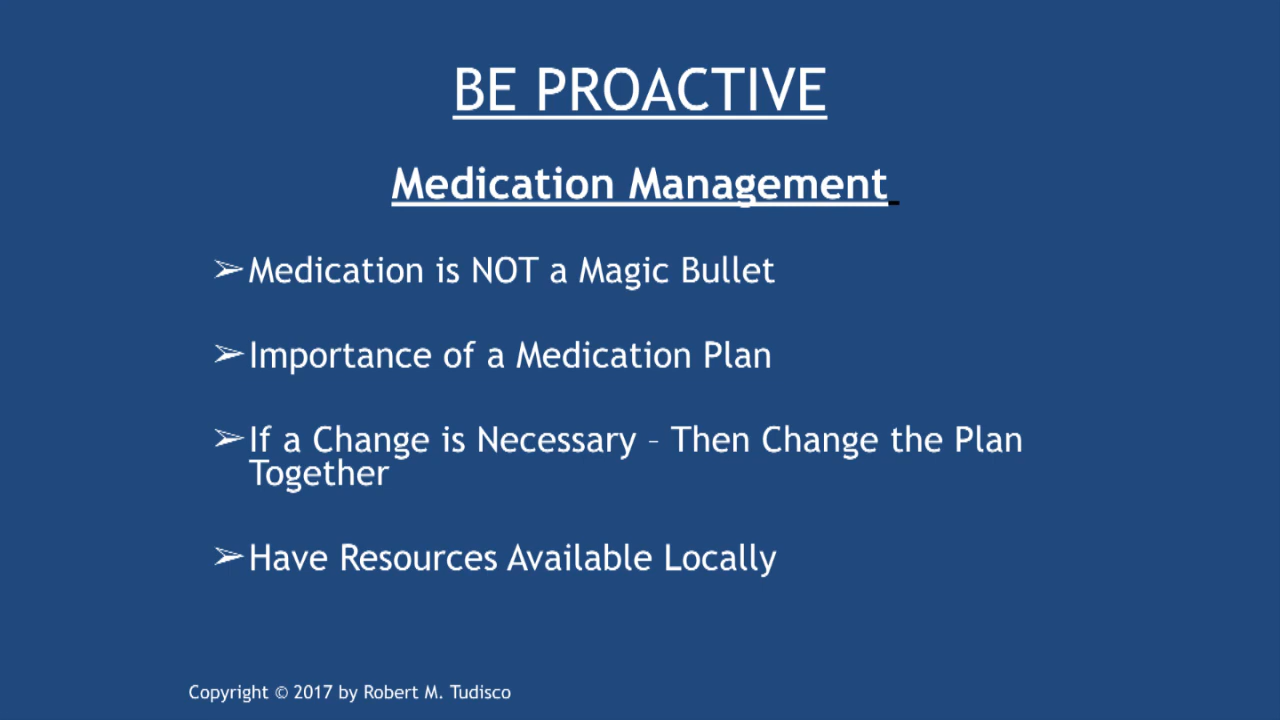 BE PROACTIVE
Medication Management
➢Medication is NOT a Magic Bullet
➢Importance of a Medication Plan
➢If a Change is Necessary – Then Change the Plan
Together
➢Have Resources Available Locally
Copyright © 2017 by Robert M. Tudisco